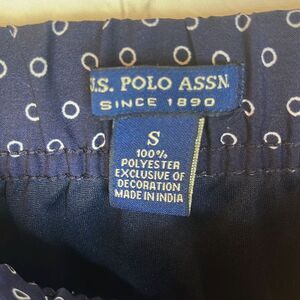 .S. POLO ASSN.
SINCE 1890
S
100%
POLYESTER
EXCLUSIVE OF
DECORATION
MADE IN INDIA